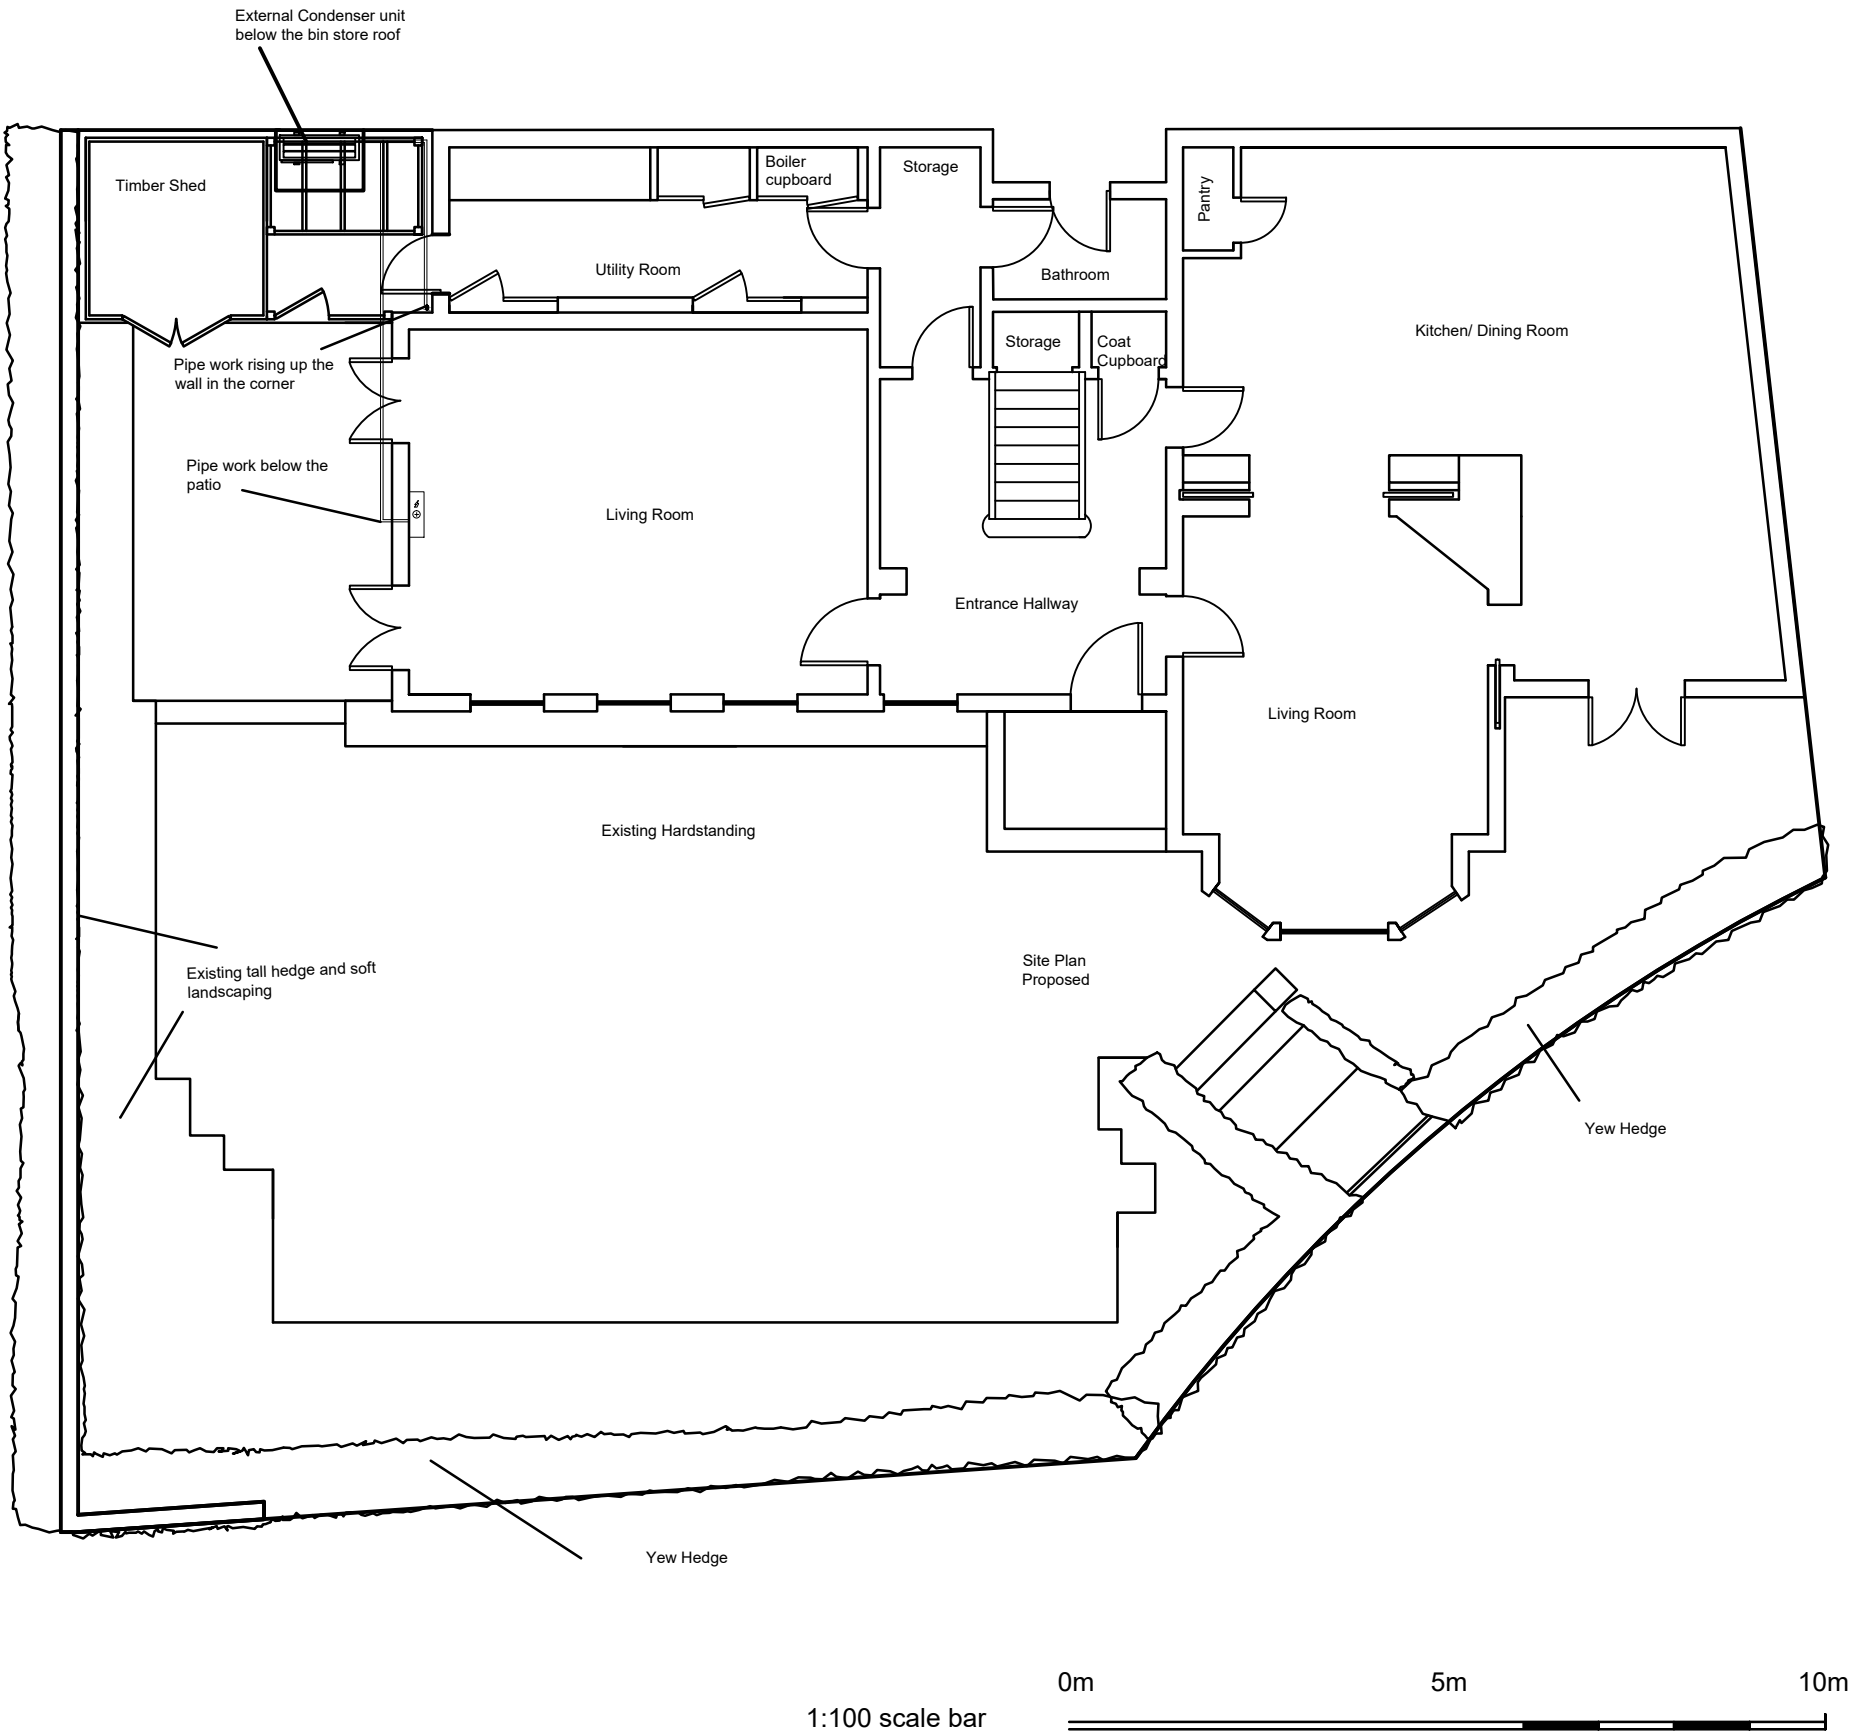 External Condenser unit
below the bin store roof
Timber Shed
Boiler
cupboard
Storage
Pantry
Utility Room
Bathroom
Kitchen/ Dining Room
Storage
Coat
Cupboard
Pipe work rising up the
wall in the corner
Pipe work below the
patio
Living Room
Entrance Hallway
Living Room
Existing Hardstanding
Existing tall hedge and soft
landscaping
Site Plan
Proposed
Yew Hedge
Yew Hedge
0m
5m
10m
1:100 scale bar